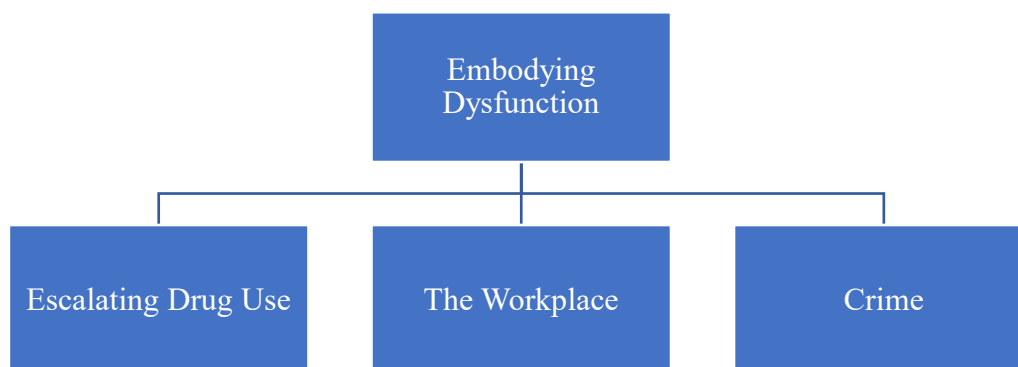 Embodying
Dysfunction
Escalating Drug Use
The Workplace
Crime